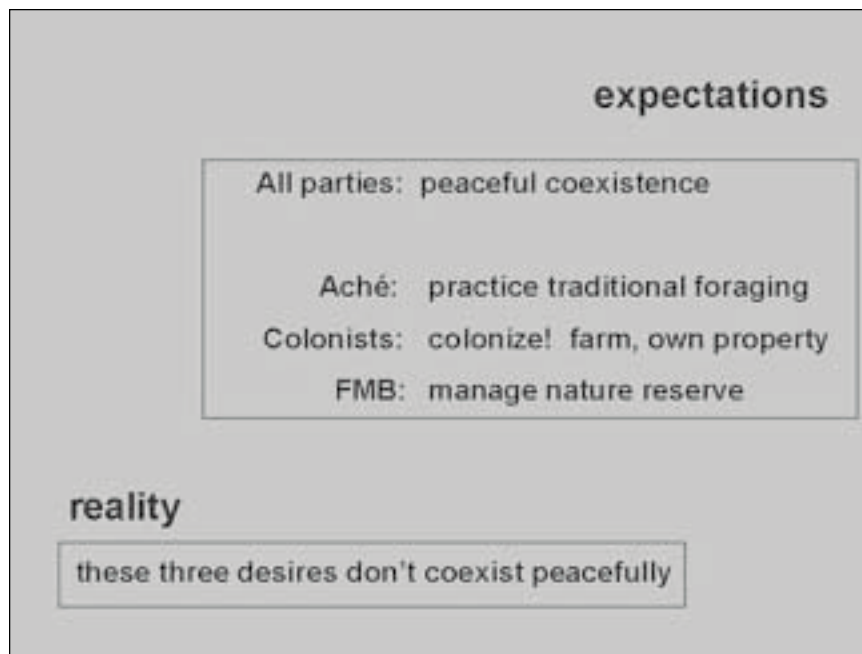 expectations
All parties: peaceful coexistence
Aché: practice traditional foraging
Colonists: colonize! farm, own property
FMB: manage nature reserve
reality
these three desires don't coexist peacefully